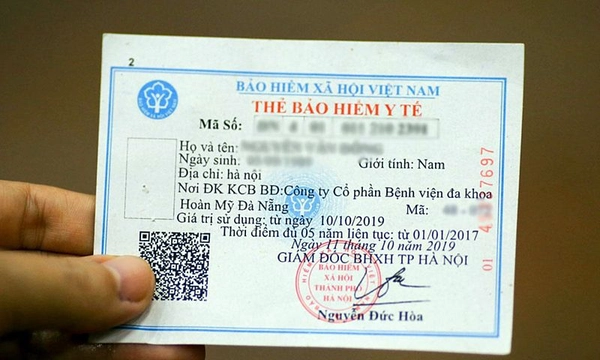 2
BẢO HIỂM XÃ HỘI VIỆT NAM
THẺ BẢO HIỂM Y TẾ
Mã Số:
Họ và tên:
Ngày sinh: Giới tính: Nam
Địa chỉ: hà nội
Nơi ĐK KCB BĐ:Công ty Cổ phần Bệnh viện đa khoa
Hoàn Mỹ Đà Nẵng Mã:
Giá trị sử dụng: từ ngày 10/10/2019
Thời điểm đủ 05 năm liên tục: từ 01/01/2017
Ngày 11 tháng 10 năm 2019
GIÁM ĐỐC BHXH TP HÀ NỘI
BẢO HIỂM
XÃ HỘI
THÀNH PHỐ
HÀ NỘI
Nguyễn Đức Hòa
01
7697